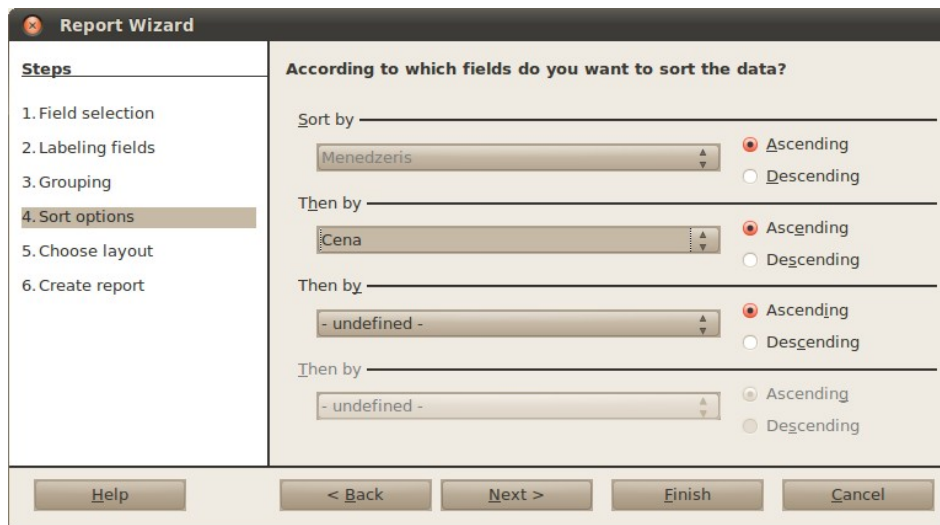 Report Wizard
Steps
1. Field selection
2. Labeling fields
3. Grouping
4. Sort options
5. Choose layout
6. Create report
According to which fields do you want to sort the data?
Sort by
Menedzeris
Ascending
Descending
Then by
Cena
Ascending
Descending
Then by
- undefined -
Ascending
Descending
Then by
- undefined -
Ascending
Descending
Help
< Back
Next >
Finish
Cancel